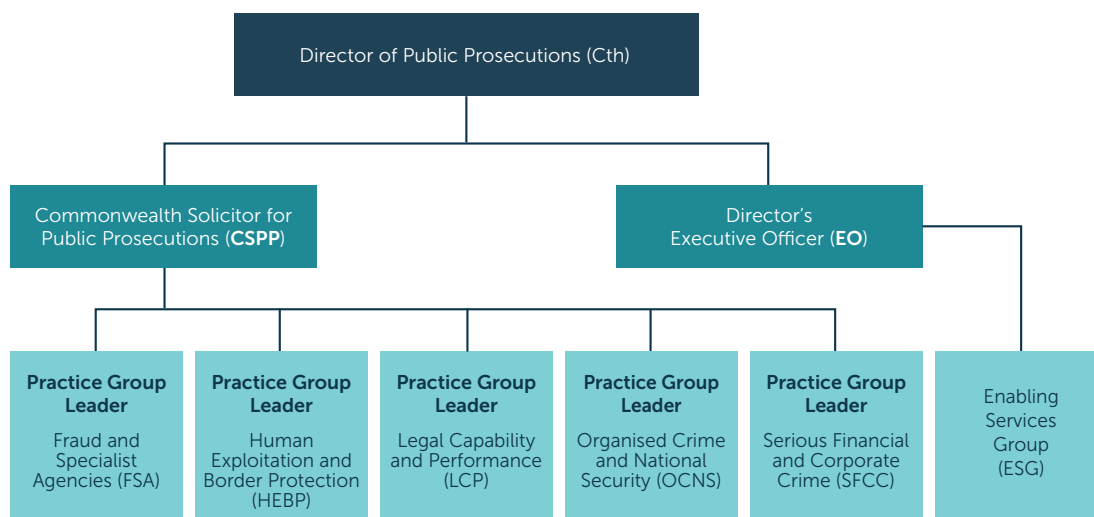 Director of Public Prosecutions (Cth)
Commonwealth Solicitor for
Public Prosecutions (CSPP)
Director’s
Executive Officer (EO)
Practice Group
Leader
Fraud and
Specialist
Agencies (FSA)
Practice Group
Leader
Human
Exploitation and
Border Protection
(HEBP)
Practice Group
Leader
Legal Capability
and Performance
(LCP)
Practice Group
Leader
Organised Crime
and National
Security (OCNS)
Practice Group
Leader
Serious Financial
and Corporate
Crime (SFCC)
Enabling
Services
Group
(ESG)